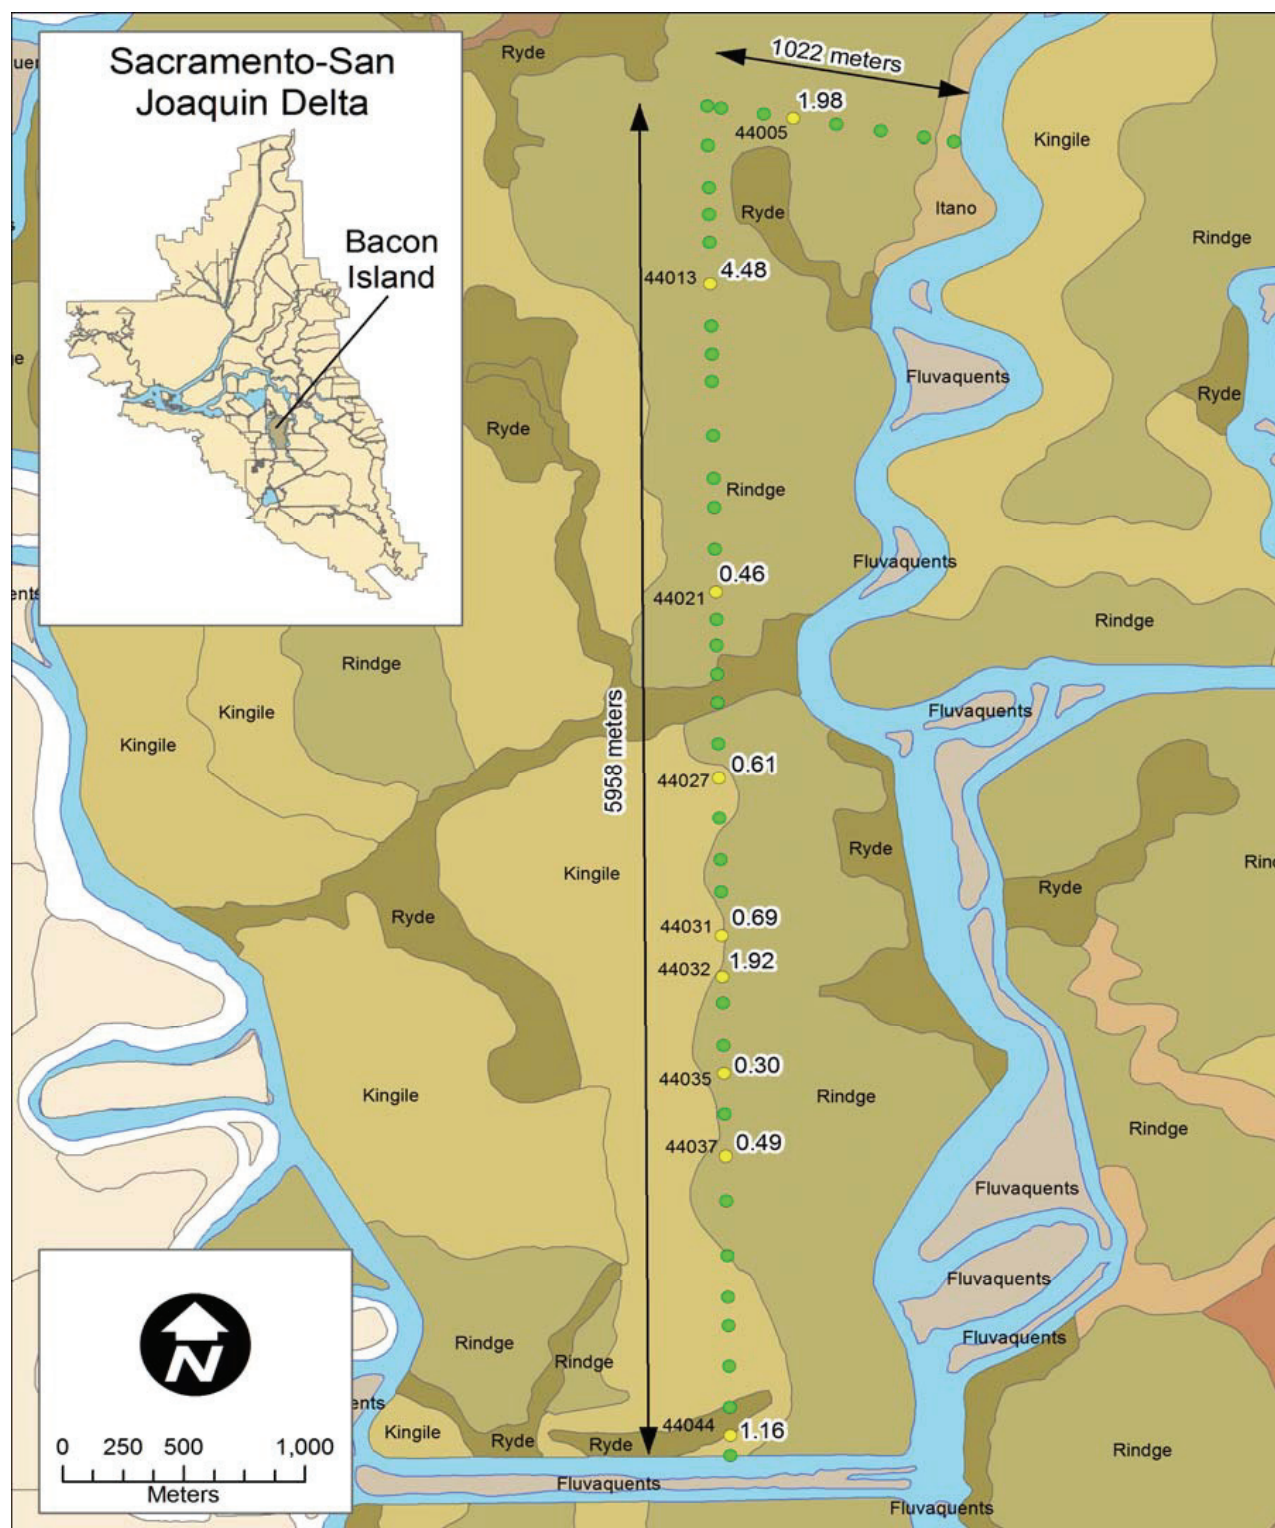 Sacramento-San
Joaquin Delta
Bacon
Island
Ryde
1022 meters
1.98
44005
Kingile
Ryde
Itano
Rindge
44013
4.48
Fluvaquents
Ryde
Ryde
Rindge
Fluvaquents
0.46
44021
Rindge
Rindge
Kingile
Fluvaquents
Kingile
5958 meters
44027
0.61
Ryde
Kingile
Ryde
Ryde
44031
0.69
44032
1.92
44035
0.30
Kingile
Rindge
44037
0.49
Rindge
Fluvaquents
Fluvaquents
Rindge
Fluvaquents
Rindge
N
44044
1.16
Kingile
Ryde
Ryde
Rindge
0 250 500 1,000
Meters
Fluvaquents
Fluvaquents